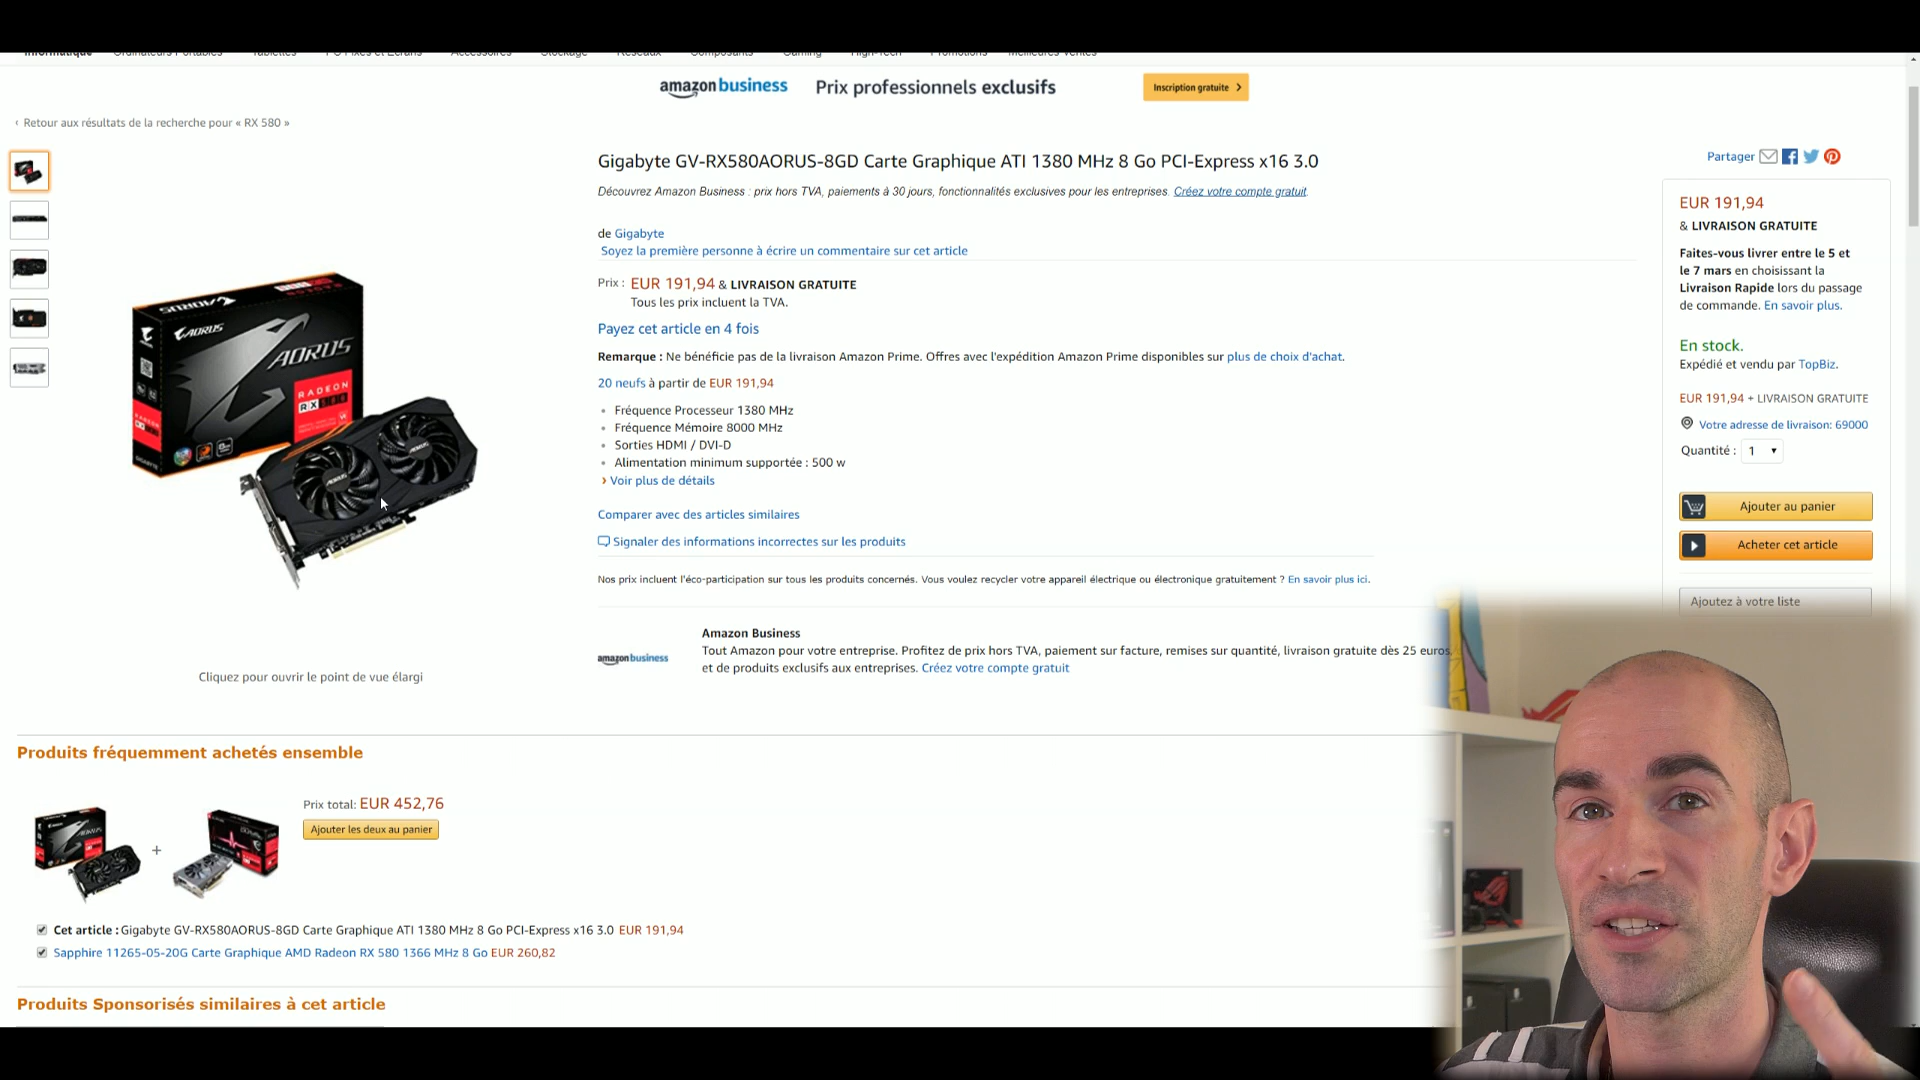 Informatique Ordinateurs Portables Tablettes PC Fixes et Écrans Accessoires Stockage Réseaux Composants Gaming High-Tech Promotions Meilleures Ventes
amazon business Prix professionnels exclusifs Inscription gratuite >
‹ Retour aux résultats de la recherche pour « RX 580 »
Gigabyte GV-RX580AORUS-8GD Carte Graphique ATI 1380 MHz 8 Go PCI-Express x16 3.0
Découvrez Amazon Business : prix hors TVA, paiements à 30 jours, fonctionnalités exclusives pour les entreprises. Créez votre compte gratuit.
de Gigabyte
Soyez la première personne à écrire un commentaire sur cet article
Prix : EUR 191,94 & LIVRAISON GRATUITE
Tous les prix incluent la TVA.
Payez cet article en 4 fois
Remarque : Ne bénéficie pas de la livraison Amazon Prime. Offres avec l'expédition Amazon Prime disponibles sur plus de choix d'achat.
20 neufs à partir de EUR 191,94
• Fréquence Processeur 1380 MHz
• Fréquence Mémoire 8000 MHz
• Sorties HDMI / DVI-D
• Alimentation minimum supportée : 500 w
› Voir plus de détails
Comparer avec des articles similaires
Signaler des informations incorrectes sur les produits
Nos prix incluent l'éco-participation sur tous les produits concernés. Vous voulez recycler votre appareil électrique ou électronique gratuitement ? En savoir plus ici.
amazon business
Amazon Business
Tout Amazon pour votre entreprise. Profitez de prix hors TVA, paiement sur facture, remises sur quantité, livraison gratuite dès 25 euros,
et de produits exclusifs aux entreprises. Créez votre compte gratuit
AORUS
AORUS
AORUS
RADEON
RX 580
Cliquez pour ouvrir le point de vue élargi
Partager
EUR 191,94
& LIVRAISON GRATUITE
Faites-vous livrer entre le 5 et
le 7 mars en choisissant la
Livraison Rapide lors du passage
de commande. En savoir plus.
En stock.
Expédié et vendu par TopBiz.
EUR 191,94 + LIVRAISON GRATUITE
Votre adresse de livraison: 69000
Quantité : 1
Ajouter au panier
Acheter cet article
Ajoutez à votre liste
Produits fréquemment achetés ensemble
Prix total: EUR 452,76
Ajouter les deux au panier
+
Cet article : Gigabyte GV-RX580AORUS-8GD Carte Graphique ATI 1380 MHz 8 Go PCI-Express x16 3.0 EUR 191,94
Sapphire 11265-05-20G Carte Graphique AMD Radeon RX 580 1366 MHz 8 Go EUR 260,82
Produits Sponsorisés similaires à cet article